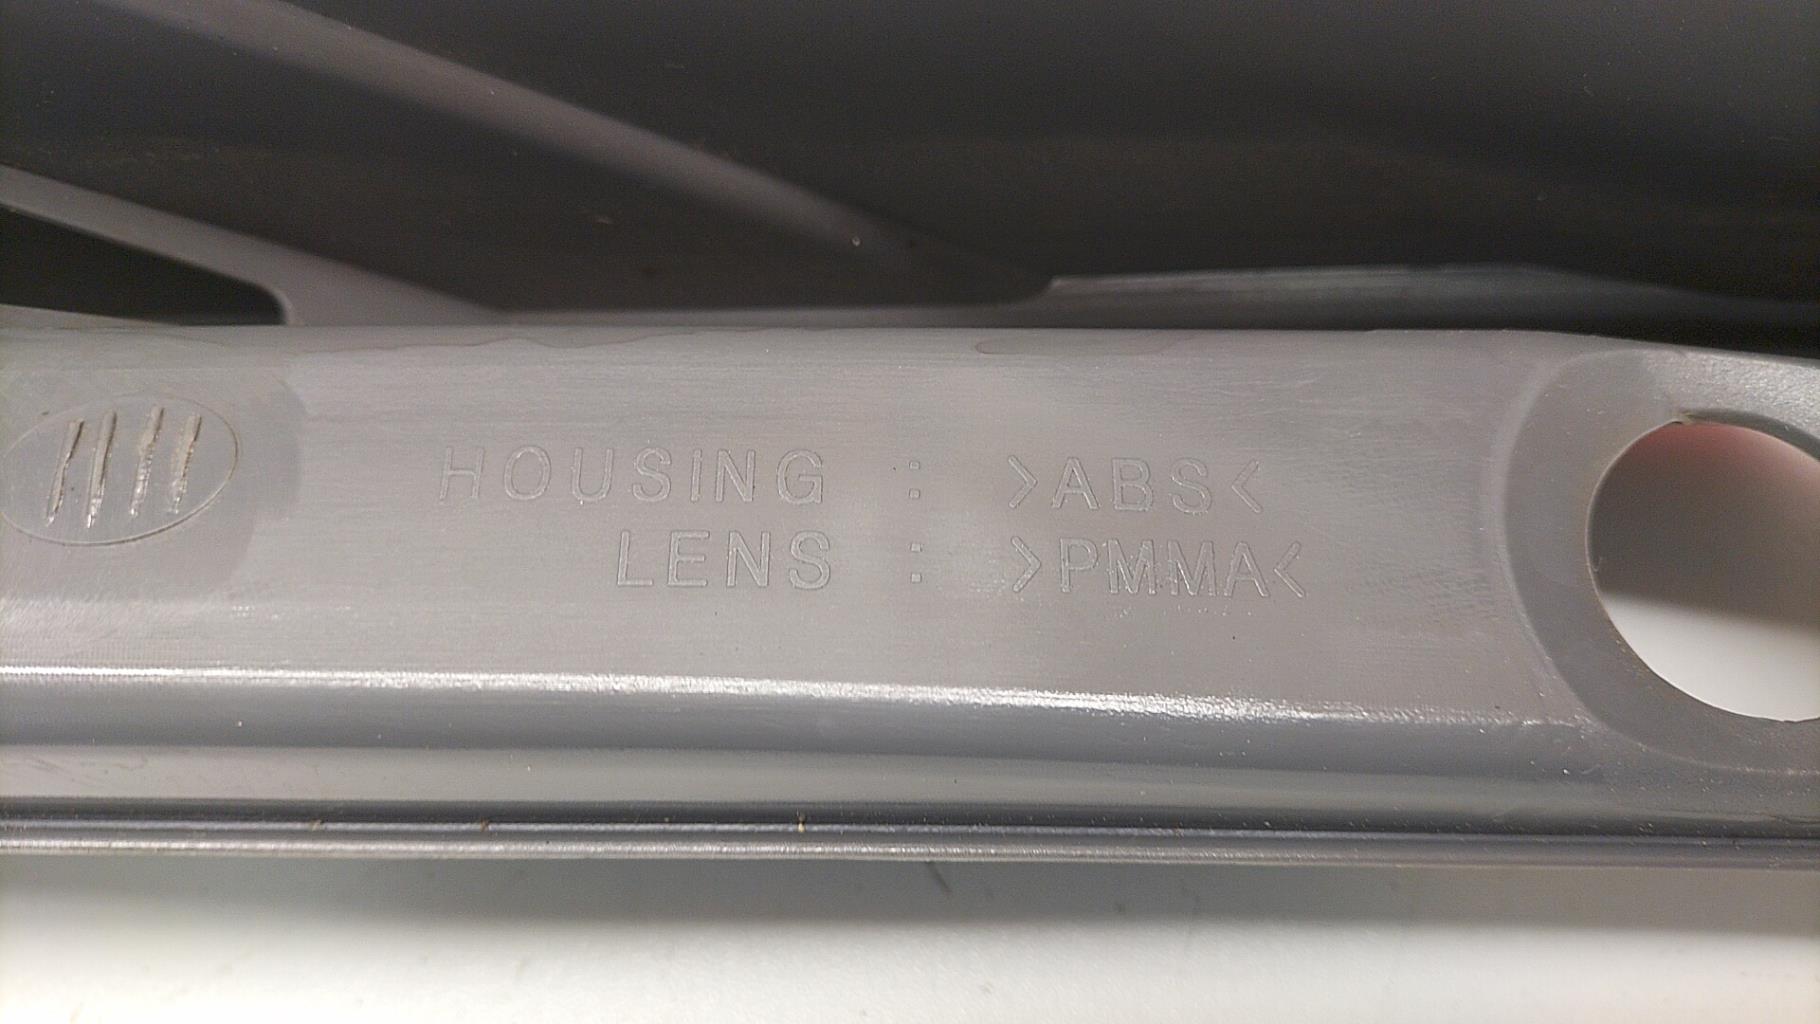 HOUSING : >ABS<
LENS : >PMMA<